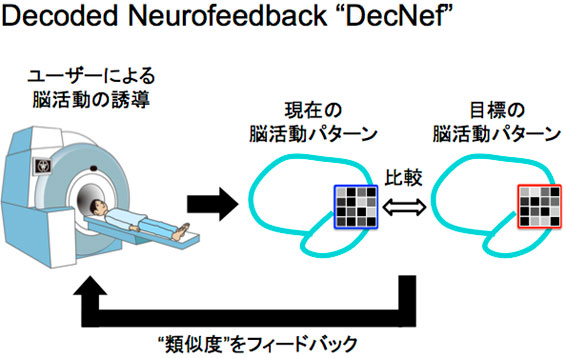 Decoded Neurofeedback “DecNef”
ユーザーによる
脳活動の誘導
現在の
脳活動パターン
比較
目標の
脳活動パターン
“類似度”をフィードバック